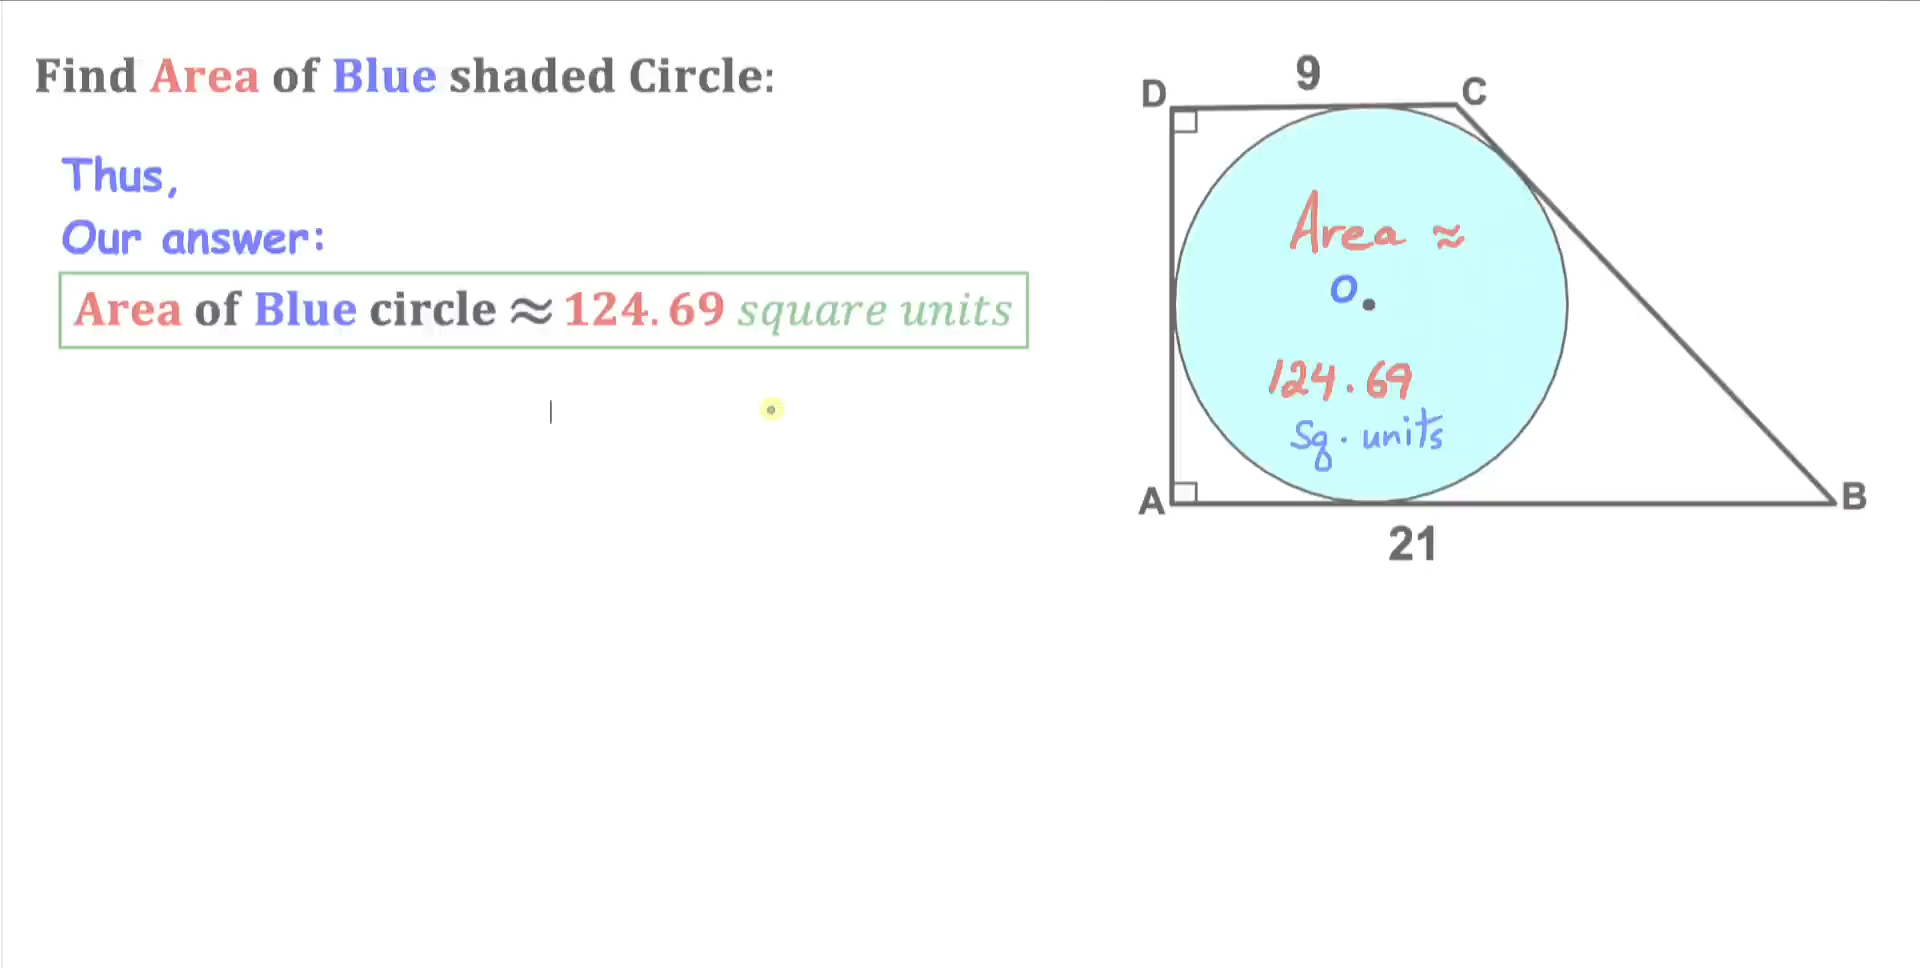 Find Area of Blue shaded Circle:
Thus,
Our answer:
Area of Blue circle ≈ 124.69 square units
9
D
C
Area ≈
O
124.69
Sq. units
A
B
21